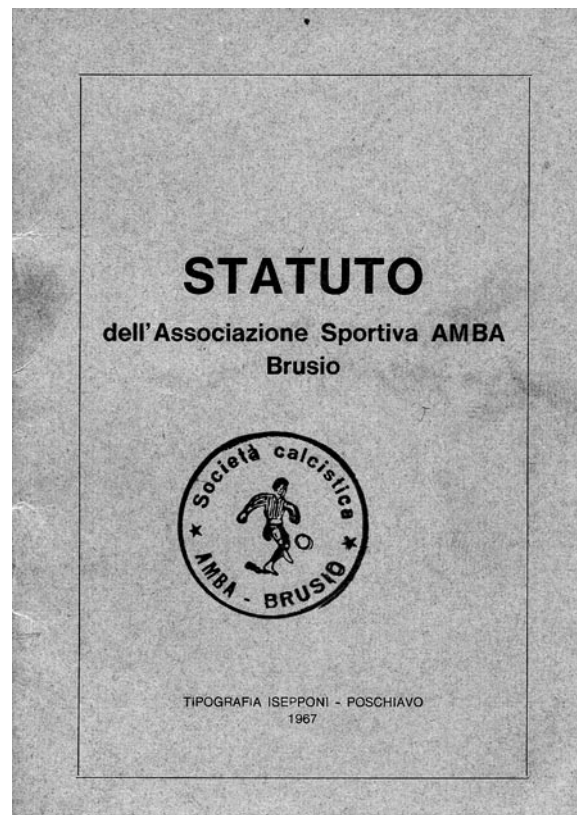 STATUTO
dell'Associazione Sportiva AMBA
Brusio
★ Società calcistica ★
AMBA - BRUSIO
TIPOGRAFIA ISEPPONI - POSCHIAVO
1967